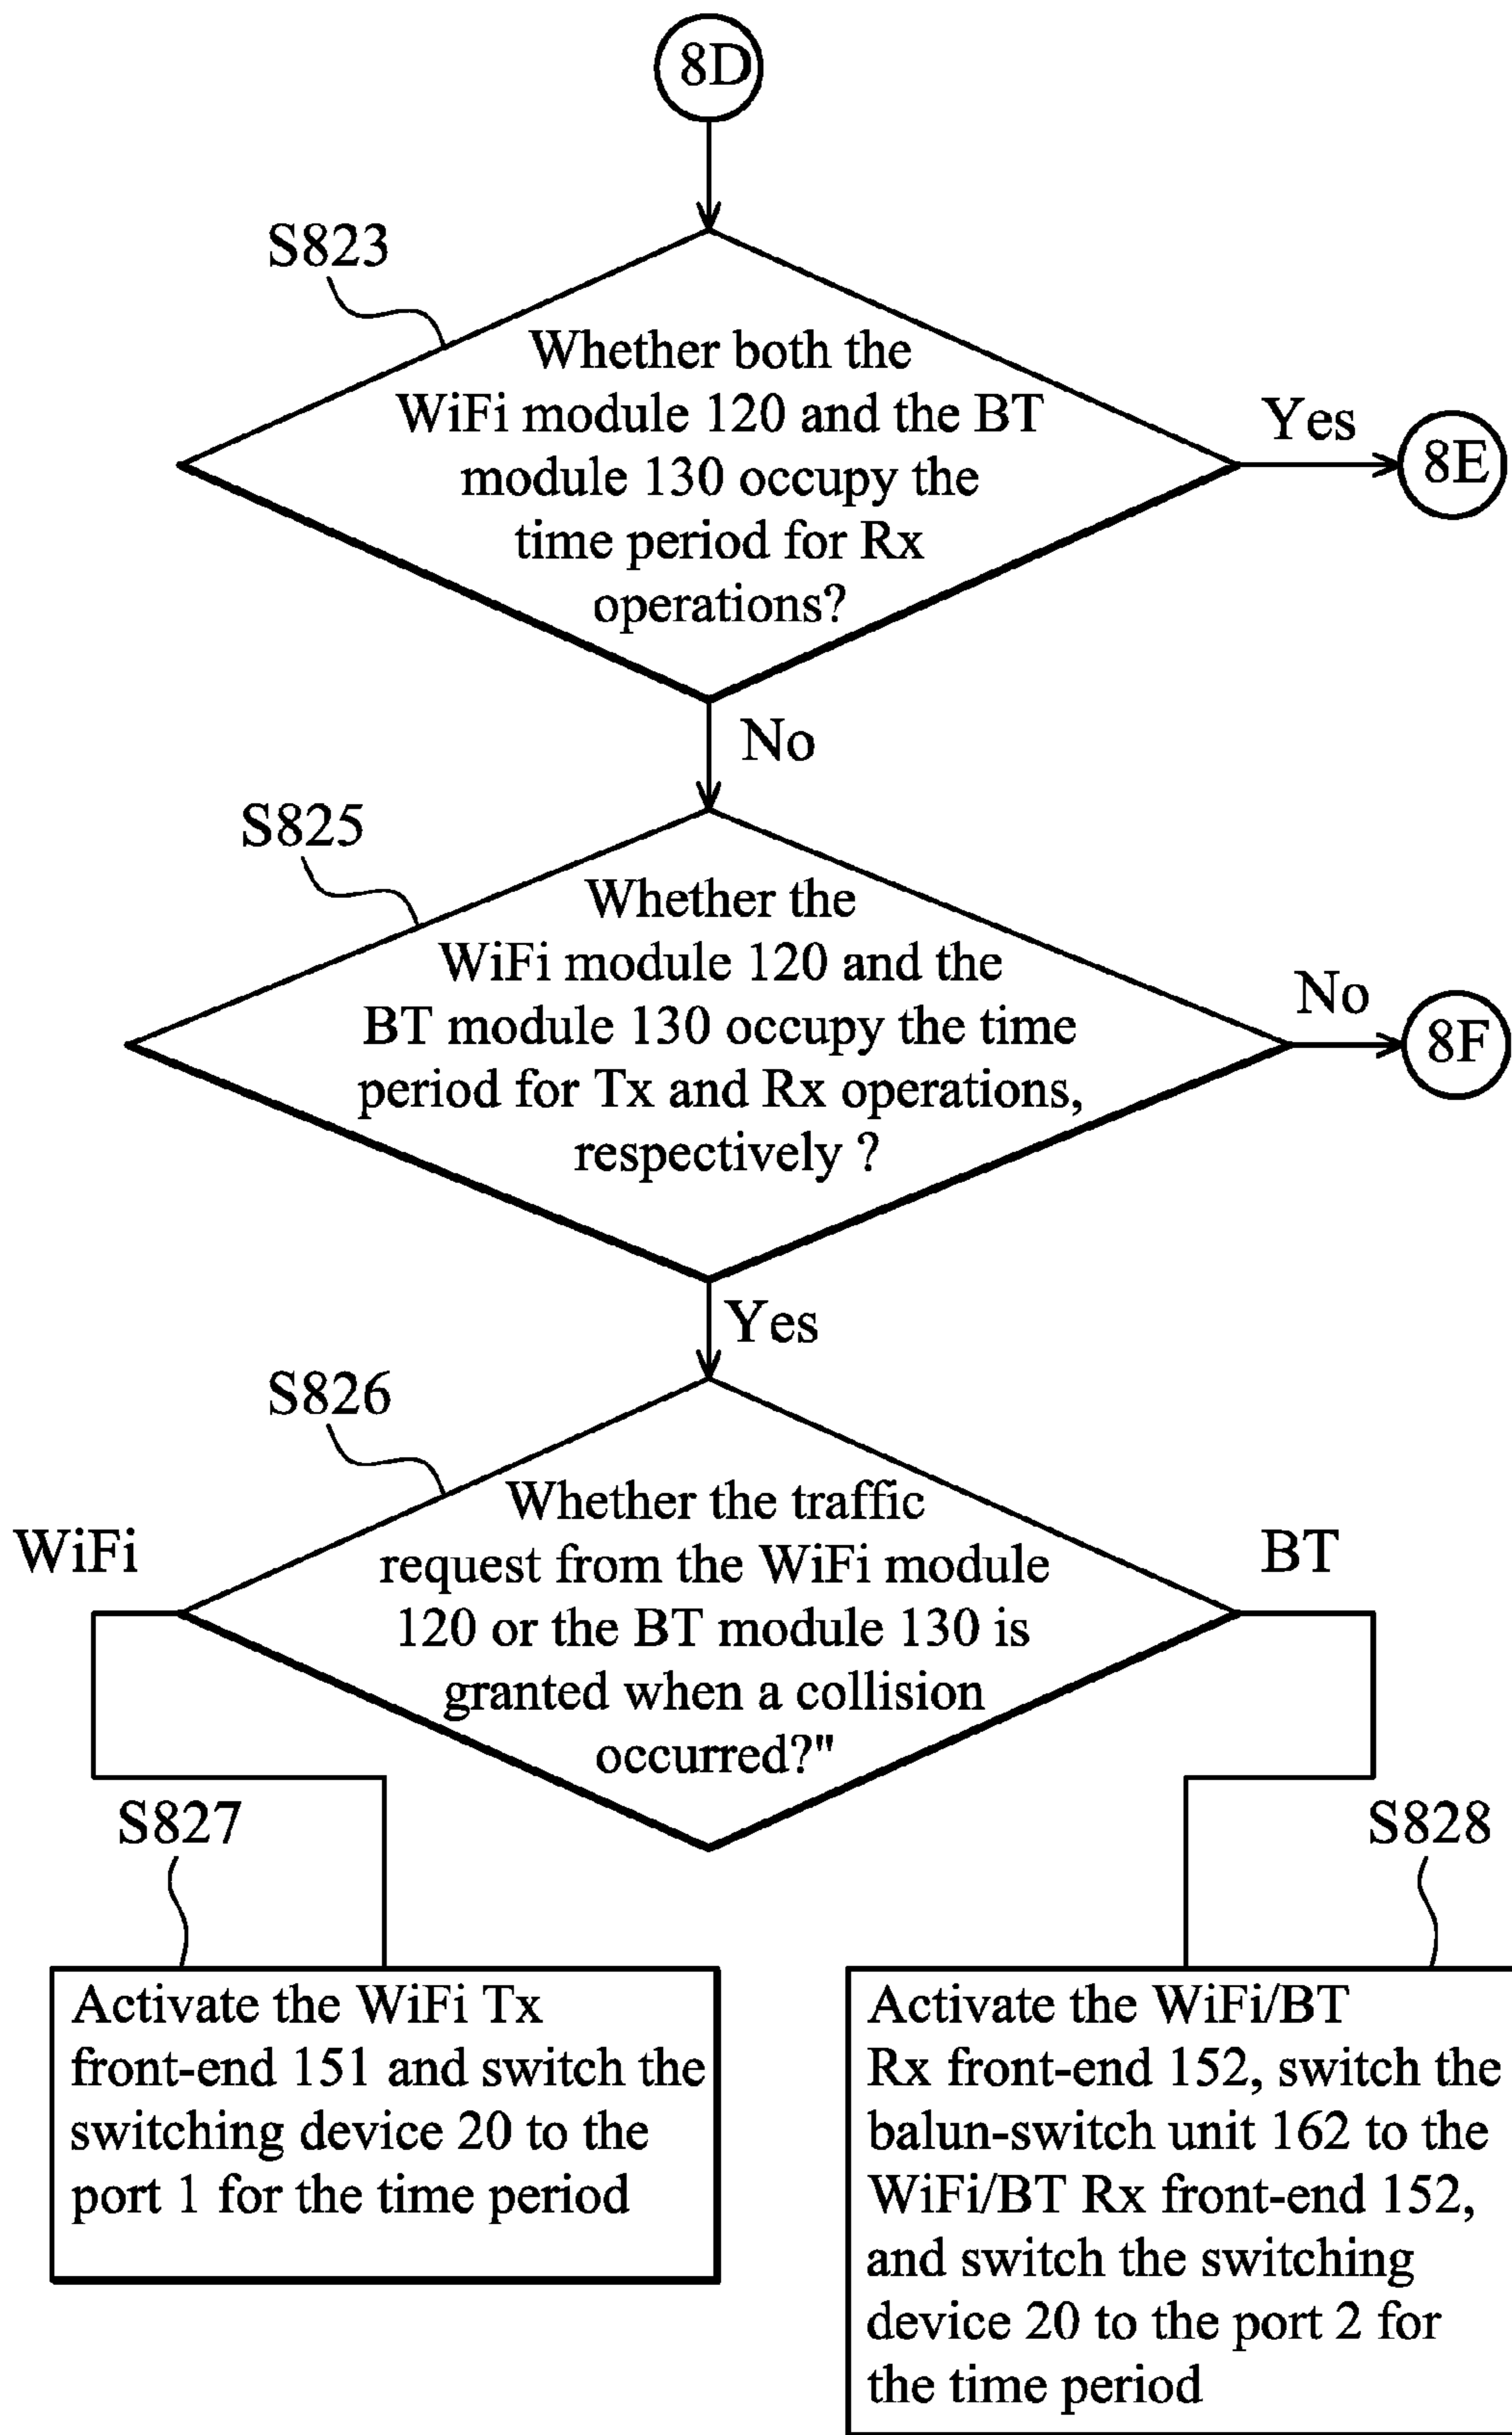 8D
S823
Whether both the
WiFi module 120 and the BT
module 130 occupy the
time period for Rx
operations?
Yes
8E
No
S825
Whether the
WiFi module 120 and the
BT module 130 occupy the time
period for Tx and Rx operations,
respectively ?
No
8F
Yes
S826
Whether the traffic
request from the WiFi module
120 or the BT module 130 is
granted when a collision
occurred?"
WiFi
BT
S827
Activate the WiFi Tx
front-end 151 and switch the
switching device 20 to the
port 1 for the time period
S828
Activate the WiFi/BT
Rx front-end 152, switch the
balun-switch unit 162 to the
WiFi/BT Rx front-end 152,
and switch the switching
device 20 to the port 2 for
the time period